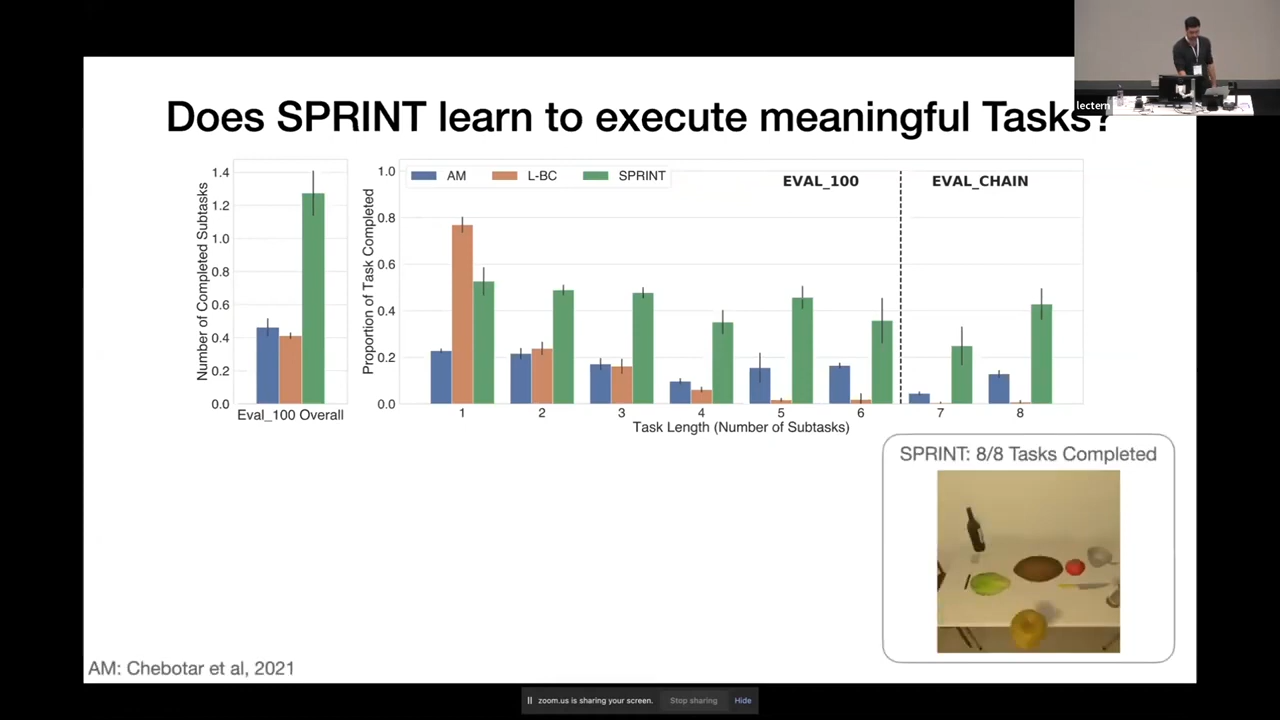 lectern
Does SPRINT learn to execute meaningful Tasks?
Number of Completed Subtasks
1.4
1.2
1.0
0.8
0.6
0.4
0.2
0.0
Eval_100 Overall
Proportion of Task Completed
1.0
0.8
0.6
0.4
0.2
0.0
AM L-BC SPRINT
EVAL_100 EVAL_CHAIN
1 2 3 4 5 6 7 8
Task Length (Number of Subtasks)
SPRINT: 8/8 Tasks Completed
AM: Chebotar et al, 2021
zoom.us is sharing your screen. Stop sharing Hide